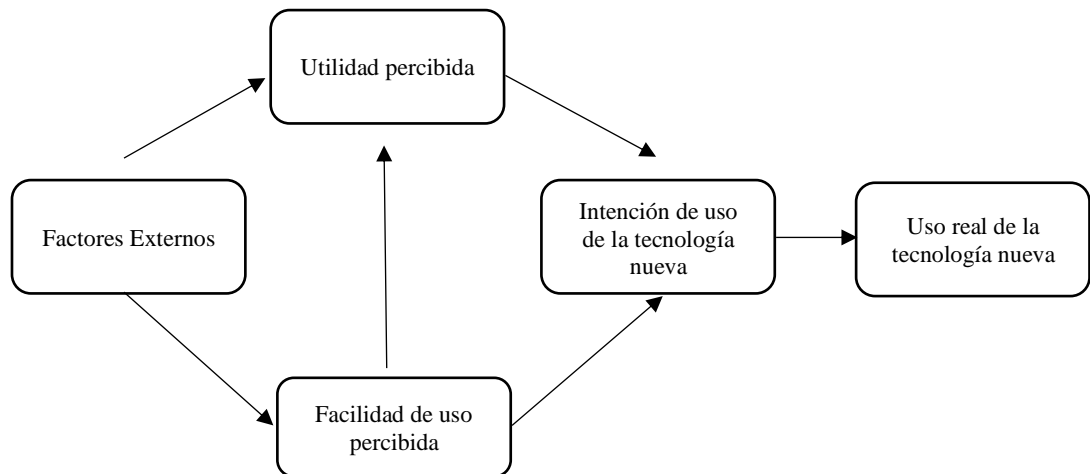 Utilidad percibida
Factores Externos
Intención de uso
de la tecnología
nueva
Uso real de la
tecnología nueva
Facilidad de uso
percibida